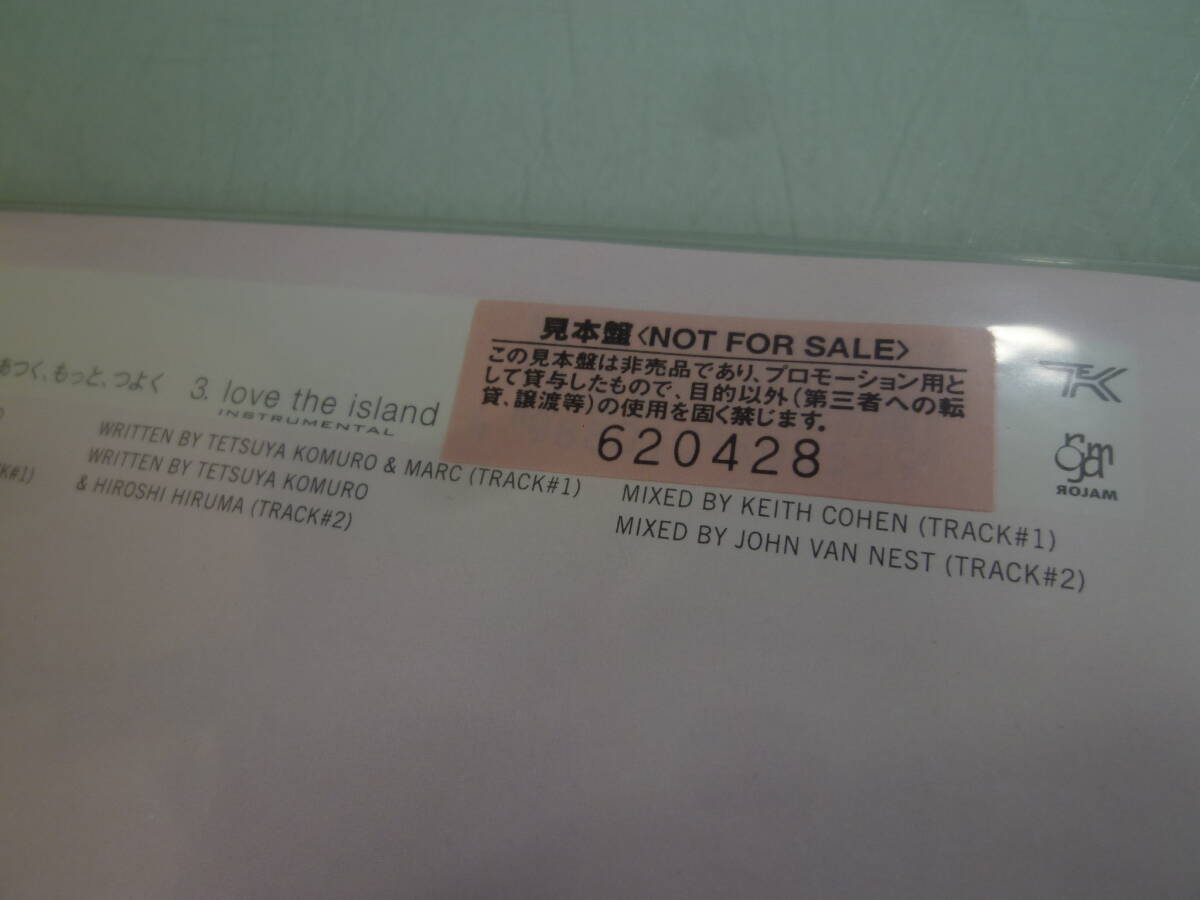 見本盤〈NOT FOR SALE〉
この見本盤は非売品であり、プロモーション用と
して貸与したもので、目的以外(第三者への転
貸、譲渡等)の使用を固く禁じます。
620428
あつく、もっと、つよく 3. love the island
INSTRUMENTAL
WRITTEN BY TETSUYA KOMURO & MARC (TRACK#1)
WRITTEN BY TETSUYA KOMURO
& HIROSHI HIRUMA (TRACK#2)
MIXED BY KEITH COHEN (TRACK#1)
MIXED BY JOHN VAN NEST (TRACK#2)
TK
MAJOR